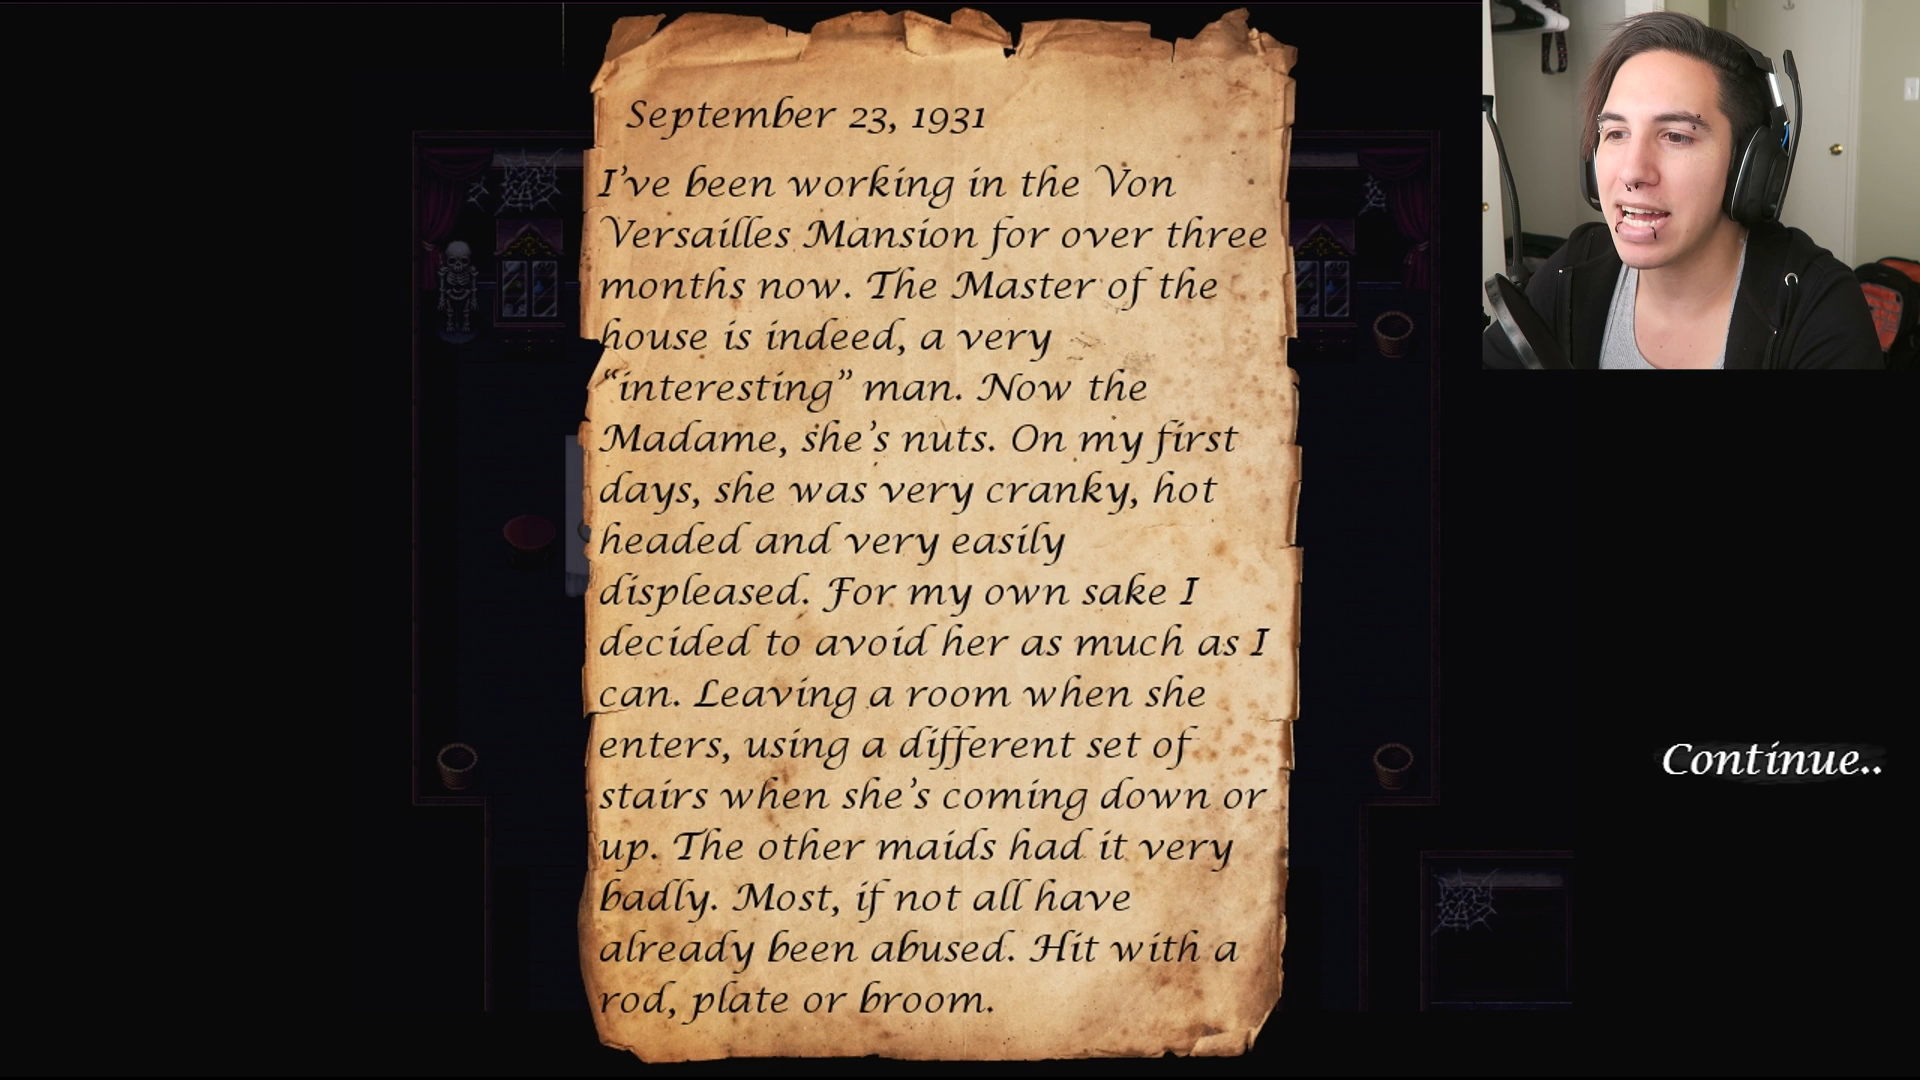 September 23, 1931
I've been working in the Von
Versailles Mansion for over three
months now. The Master of the
house is indeed, a very
“interesting” man. Now the
Madame, she's nuts. On my first
days, she was very cranky, hot
headed and very easily
displeased. For my own sake I
decided to avoid her as much as I
can. Leaving a room when she
enters, using a different set of
stairs when she's coming down or
up. The other maids had it very
badly. Most, if not all have
already been abused. Hit with a
rod, plate or broom.
Continue..